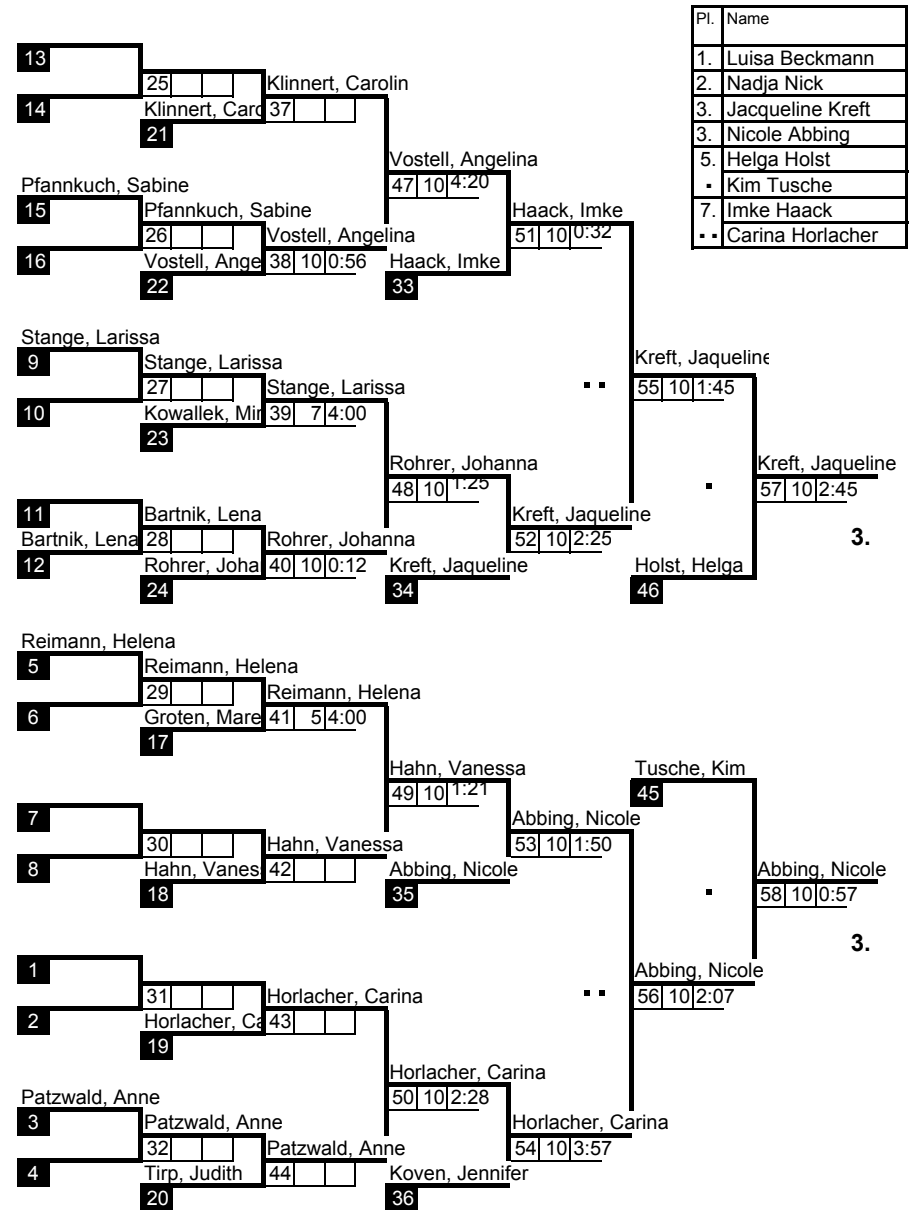 Pl. Name
1. Luisa Beckmann
2. Nadja Nick
3. Jacqueline Kreft
3. Nicole Abbing
5. Helga Holst
. Kim Tusche
7. Imke Haack
.. Carina Horlacher
13
25 Klinnert, Carolin
14 Klinnert, Caro 37
21
Vostell, Angelina
47 10 4:20
Pfannkuch, Sabine
15 Pfannkuch, Sabine Haack, Imke
26 Vostell, Angelina 51 10 0:32
16 Vostell, Ange 38 10 0:56 Haack, Imke
22 33
Stange, Larissa
9 Stange, Larissa Kreft, Jaqueline
27 Stange, Larissa .. 55 10 1:45
10 Kowallek, Mir 39 7 4:00
23
Rohrer, Johanna Kreft, Jaqueline
48 10 1:25 . 57 10 2:45
11 Bartnik, Lena Kreft, Jaqueline
Bartnik, Lena 28 Rohrer, Johanna 52 10 2:25 3.
12 Rohrer, Joha 40 10 0:12 Kreft, Jaqueline Holst, Helga
24 34 46
Reimann, Helena
5 Reimann, Helena
29 Reimann, Helena
6 Groten, Mare 41 5 4:00
17
Hahn, Vanessa Tusche, Kim
49 10 1:21 45
7 Abbing, Nicole
30 Hahn, Vanessa 53 10 1:50
8 Hahn, Vanes 42 Abbing, Nicole Abbing, Nicole
18 35 . 58 10 0:57
3.
1 Abbing, Nicole
31 Horlacher, Carina .. 56 10 2:07
2 Horlacher, Ca 43
19
Horlacher, Carina
Patzwald, Anne 50 10 2:28
3 Patzwald, Anne Horlacher, Carina
32 Patzwald, Anne 54 10 3:57
4 Tirp, Judith 44 Koven, Jennifer
20 36